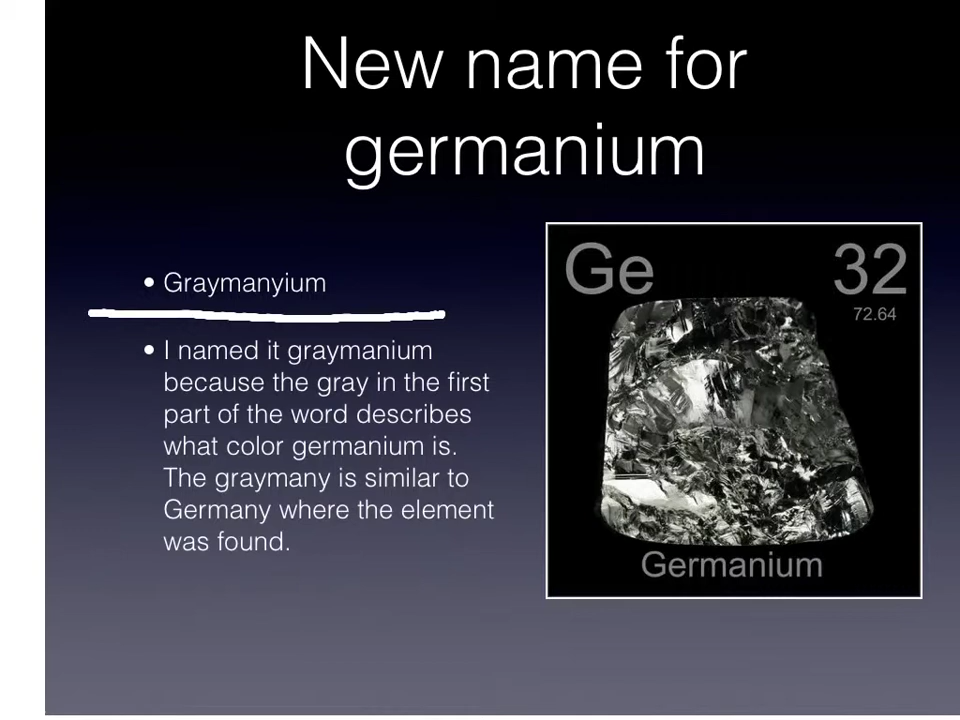 New name for
germanium
• Graymanyium
• I named it graymanium
because the gray in the first
part of the word describes
what color germanium is.
The graymany is similar to
Germany where the element
was found.
Ge 32
72.64
Germanium